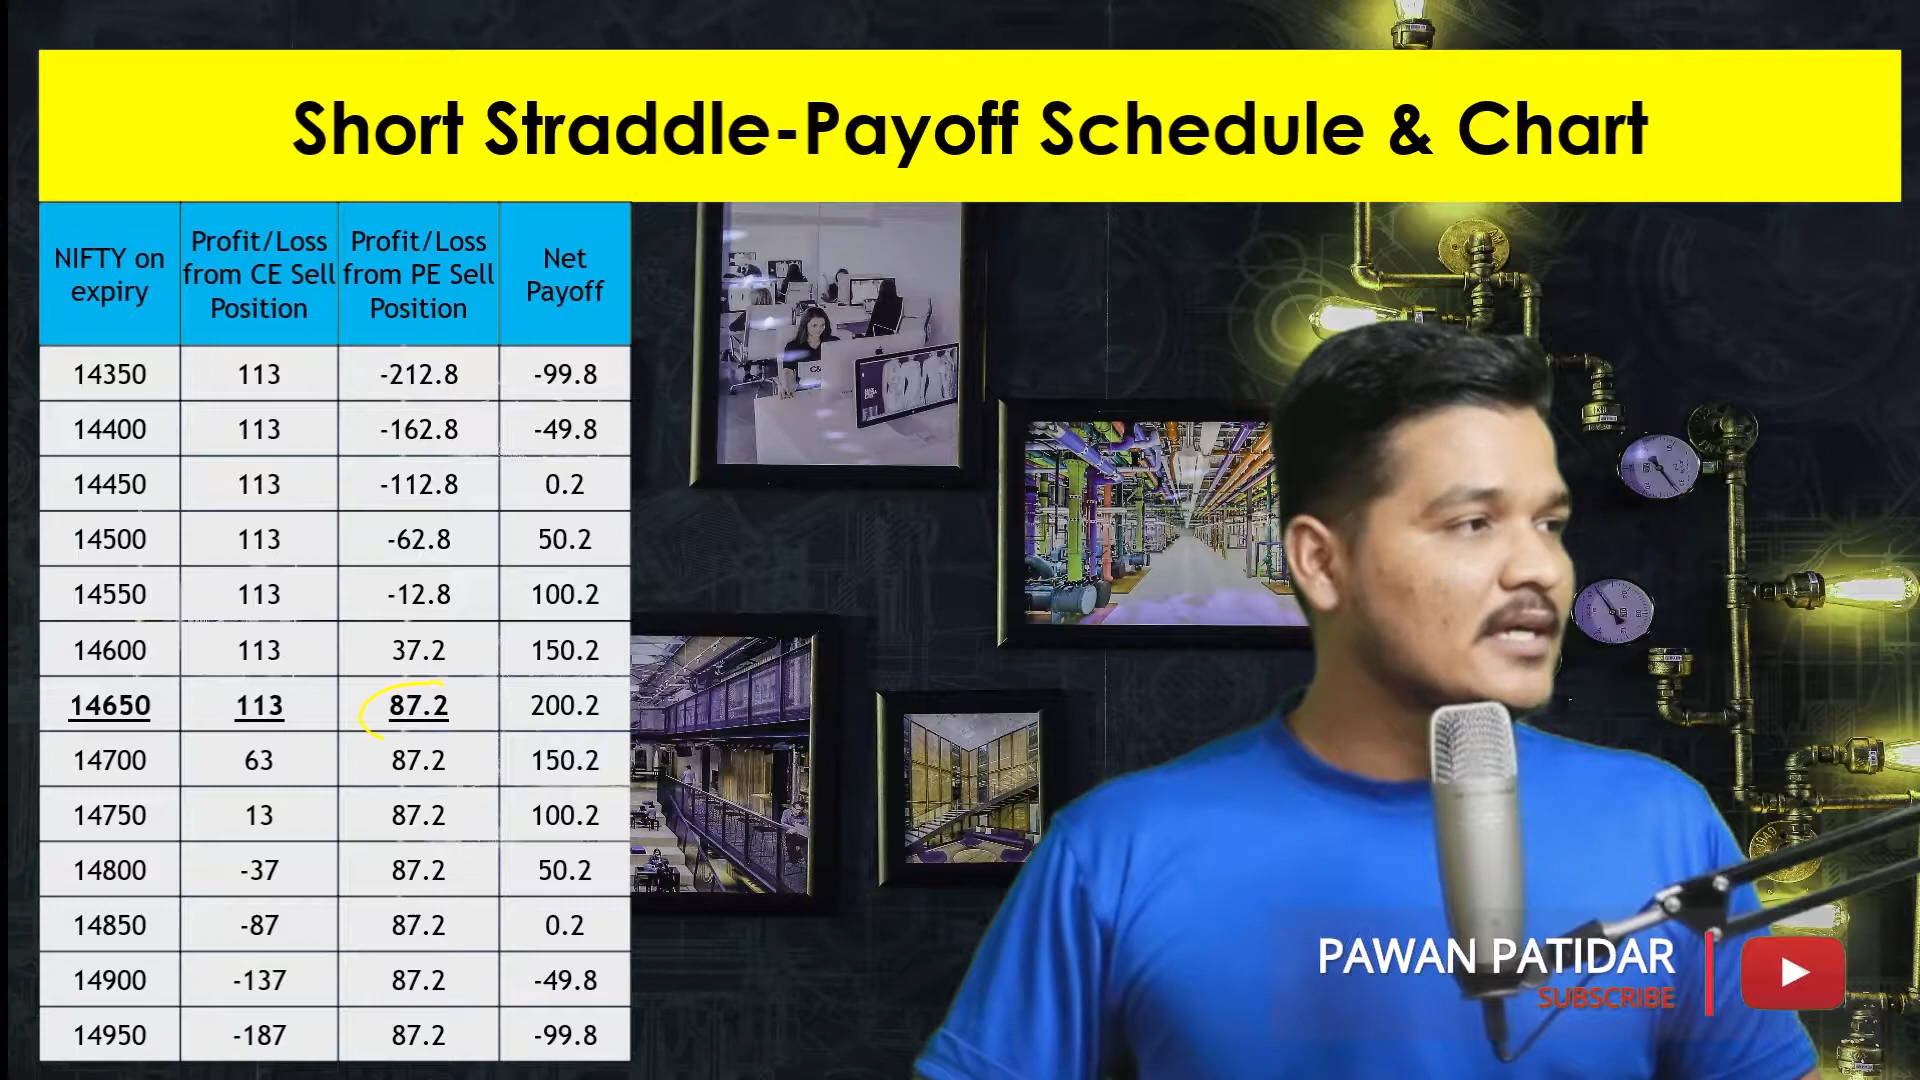 Short Straddle-Payoff Schedule & Chart
NIFTY on expiry | Profit/Loss from CE Sell Position | Profit/Loss from PE Sell Position | Net Payoff
14350 113 -212.8 -99.8
14400 113 -162.8 -49.8
14450 113 -112.8 0.2
14500 113 -62.8 50.2
14550 113 -12.8 100.2
14600 113 37.2 150.2
14650 113 87.2 200.2
14700 63 87.2 150.2
14750 13 87.2 100.2
14800 -37 87.2 50.2
14850 -87 87.2 0.2
14900 -137 87.2 -49.8
14950 -187 87.2 -99.8
PAWAN PATIDAR
SUBSCRIBE